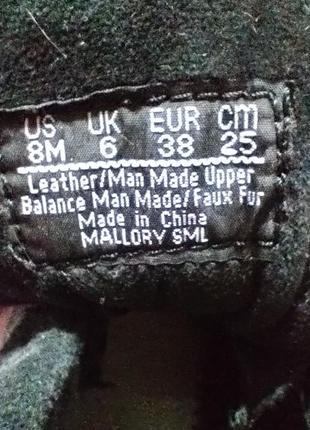 US UK EUR CM
8M 6 38 25
Leather/Man Made Upper
Balance Man Made/Faux Fur
Made in China
MALLORY SML